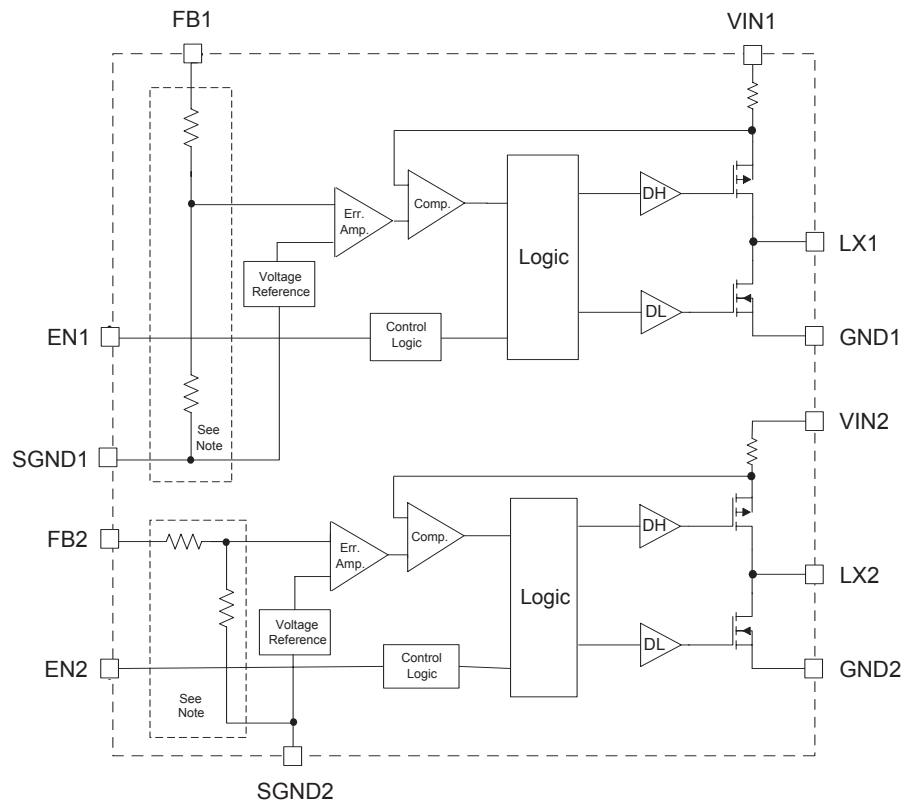 FB1
VIN1
Err.
Amp.
Comp.
Logic
DH
LX1
Voltage
Reference
DL
EN1
Control
Logic
GND1
See
Note
SGND1
VIN2
FB2
Err.
Amp.
Comp.
Logic
DH
LX2
Voltage
Reference
DL
EN2
Control
Logic
GND2
See
Note
SGND2